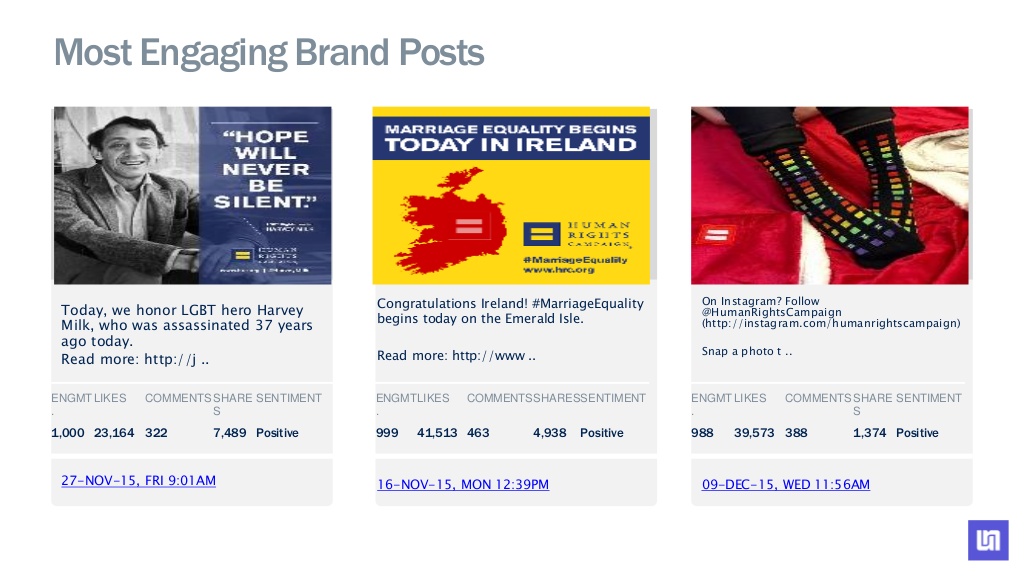 Most Engaging Brand Posts
“HOPE
WILL
NEVER
BE
SILENT.”
HARVEY MILK
HUMAN
RIGHTS
CAMPAIGN
Today, we honor LGBT hero Harvey
Milk, who was assassinated 37 years
ago today.
Read more: http://j ..
ENGMT LIKES COMMENTS SHARE SENTIMENT
. S
1,000 23,164 322 7,489 Positive
27-NOV-15, FRI 9:01AM
MARRIAGE EQUALITY BEGINS
TODAY IN IRELAND
HUMAN
RIGHTS
CAMPAIGN
#MarriageEquality
www.hrc.org
Congratulations Ireland! #MarriageEquality
begins today on the Emerald Isle.
Read more: http://www ..
ENGMT LIKES COMMENTS SHARES SENTIMENT
.
999 41,513 463 4,938 Positive
16-NOV-15, MON 12:39PM
On Instagram? Follow
@HumanRightsCampaign
(http://instagram.com/humanrightscampaign)
Snap a photo t ..
ENGMT LIKES COMMENTS SHARE SENTIMENT
. S
988 39,573 388 1,374 Positive
09-DEC-15, WED 11:56AM